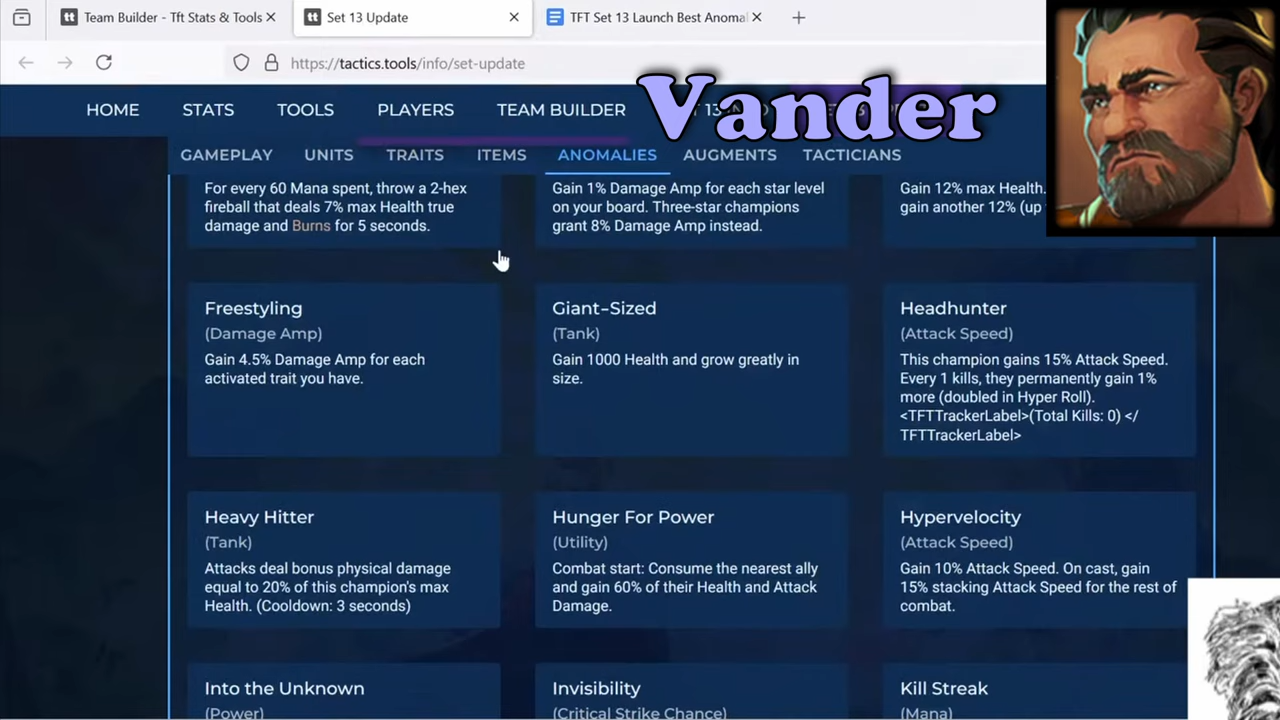 Team Builder - Tft Stats & Tools
Set 13 Update
TFT Set 13 Launch Best Anomal
https://tactics.tools/info/set-update
Vander
HOME
STATS
TOOLS
PLAYERS
TEAM BUILDER
GAMEPLAY
UNITS
TRAITS
ITEMS
ANOMALIES
AUGMENTS
TACTICIANS
For every 60 Mana spent, throw a 2-hex
fireball that deals 7% max Health true
damage and Burns for 5 seconds.
Gain 1% Damage Amp for each star level
on your board. Three-star champions
grant 8% Damage Amp instead.
Gain 12% max Health.
gain another 12% (up
Freestyling
(Damage Amp)
Gain 4.5% Damage Amp for each
activated trait you have.
Giant-Sized
(Tank)
Gain 1000 Health and grow greatly in
size.
Headhunter
(Attack Speed)
This champion gains 15% Attack Speed.
Every 1 kills, they permanently gain 1%
more (doubled in Hyper Roll).
<TFTTrackerLabel>(Total Kills: 0) </
TFTTrackerLabel>
Heavy Hitter
(Tank)
Attacks deal bonus physical damage
equal to 20% of this champion's max
Health. (Cooldown: 3 seconds)
Hunger For Power
(Utility)
Combat start: Consume the nearest ally
and gain 60% of their Health and Attack
Damage.
Hypervelocity
(Attack Speed)
Gain 10% Attack Speed. On cast, gain
15% stacking Attack Speed for the rest of
combat.
Into the Unknown
(Power)
Invisibility
(Critical Strike Chance)
Kill Streak
(Mana)